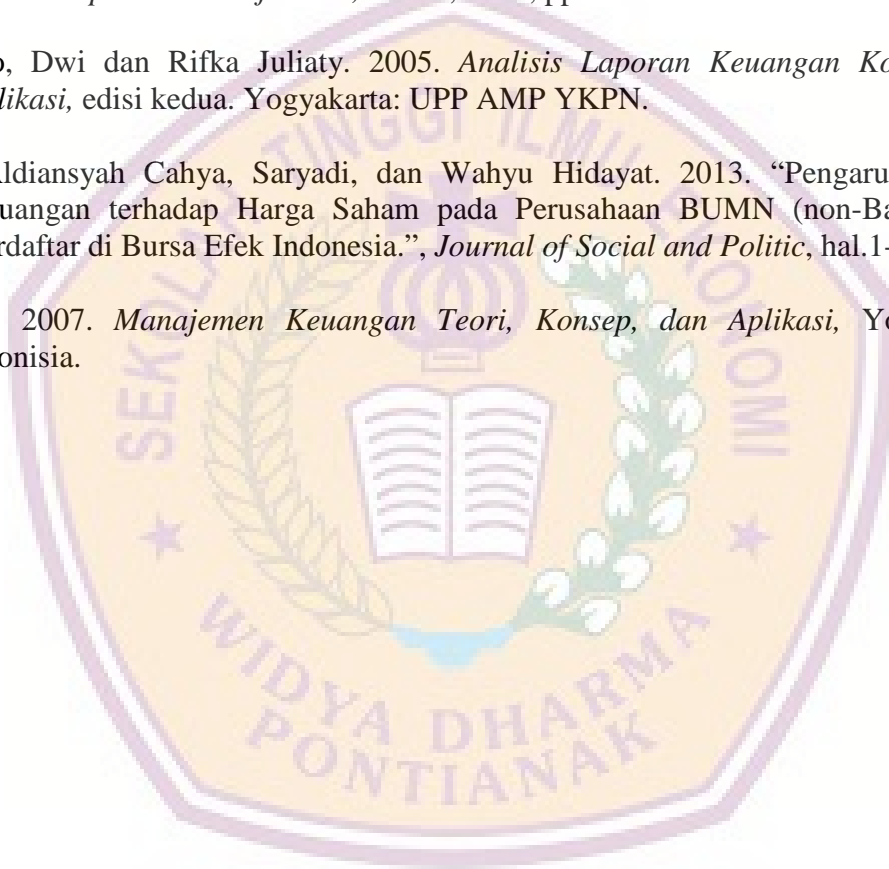 o, Dwi dan Rifka Juliaty. 2005. Analisis Laporan Keuangan Ko
likasi, edisi kedua. Yogyakarta: UPP AMP YKPN.
ldiansyah Cahya, Saryadi, dan Wahyu Hidayat. 2013. “Pengaru
uangan terhadap Harga Saham pada Perusahaan BUMN (non-Ba
rdaftar di Bursa Efek Indonesia.”, Journal of Social and Politic, hal.1-
2007. Manajemen Keuangan Teori, Konsep, dan Aplikasi, Yo
onisia.
SEKOLAH TINGGI ILMU EKONOMI
WIDYA DHARMA
PONTIANAK